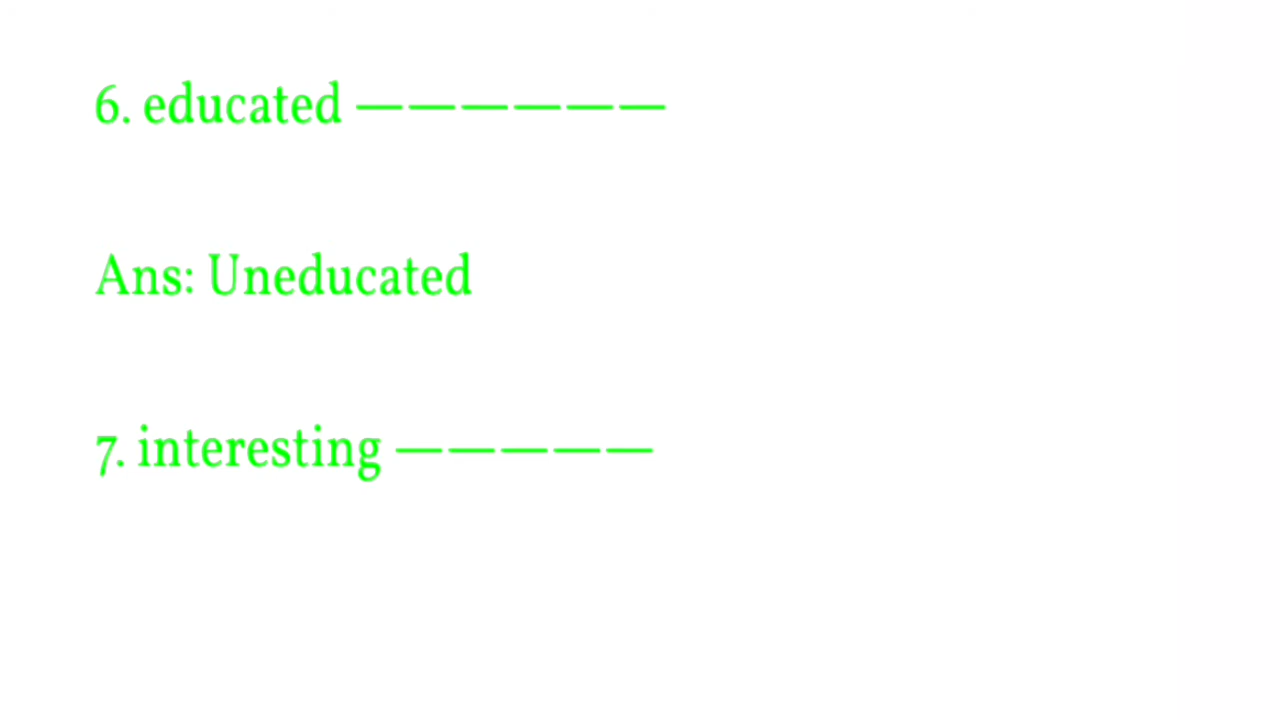 6. educated ——————
Ans: Uneducated
7. interesting —————